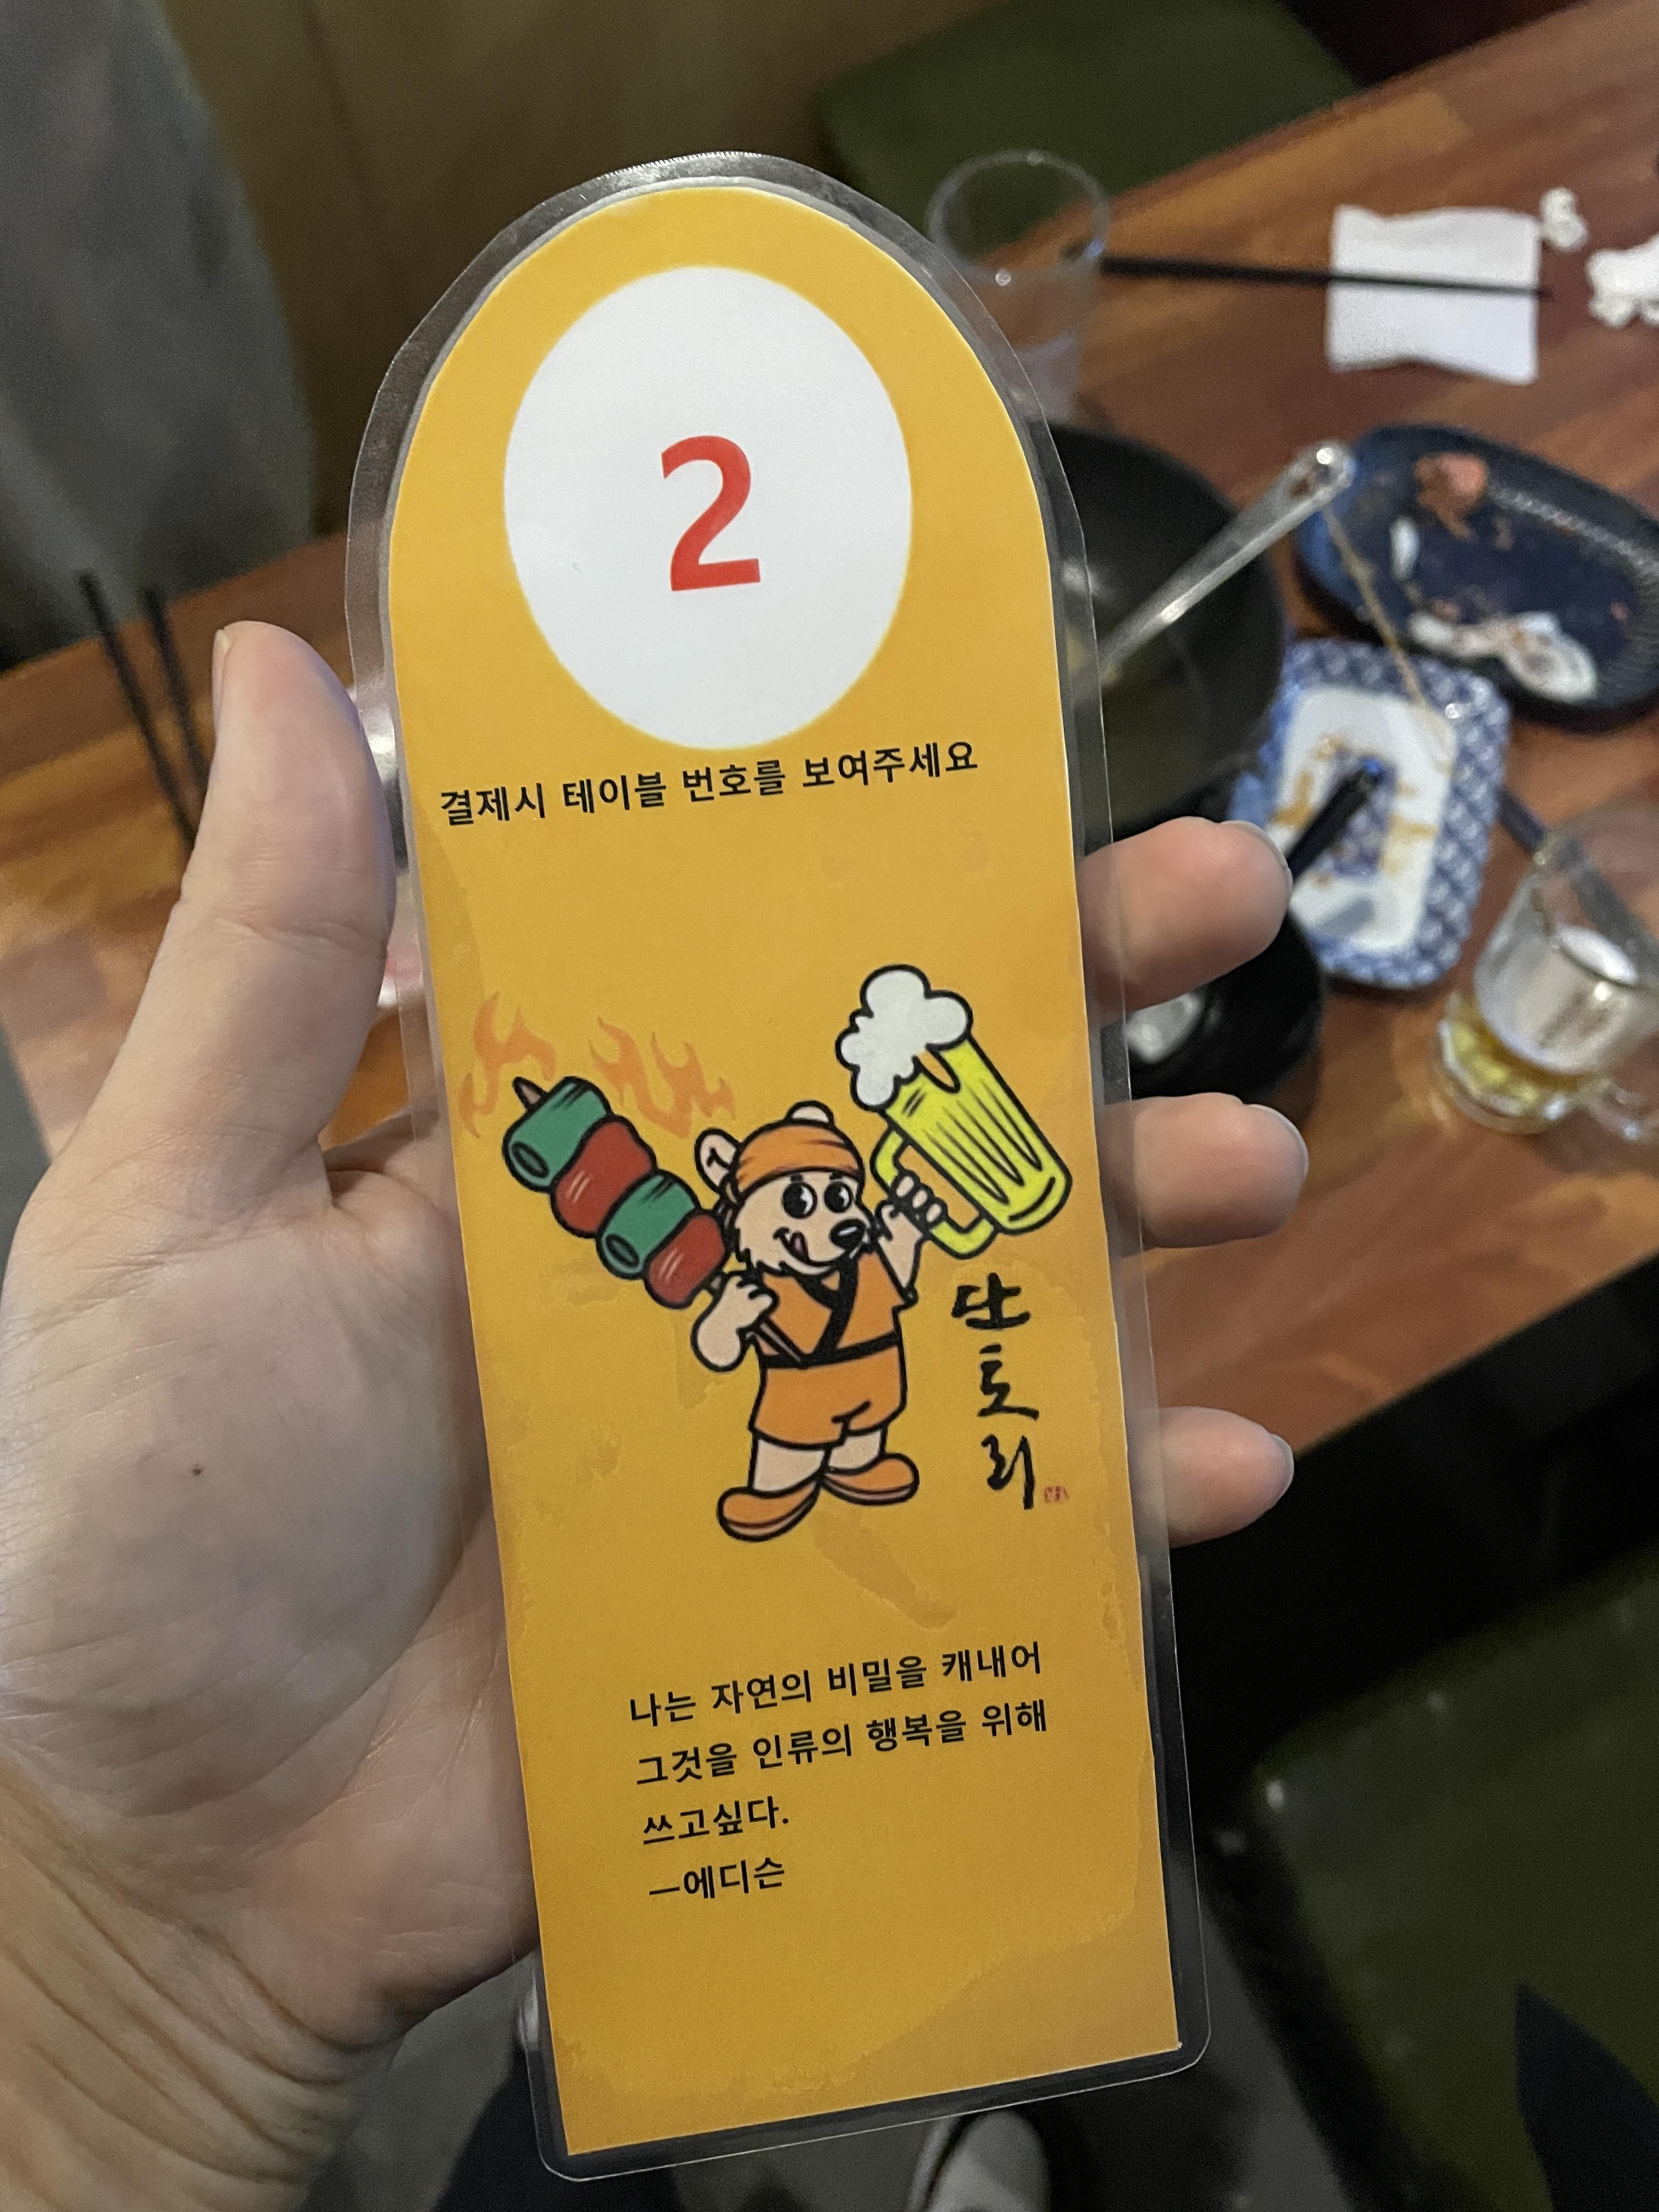 2
결제시 테이블 번호를 보여주세요
단
토
리
나는 자연의 비밀을 캐내어
그것을 인류의 행복을 위해
쓰고싶다.
—에디슨